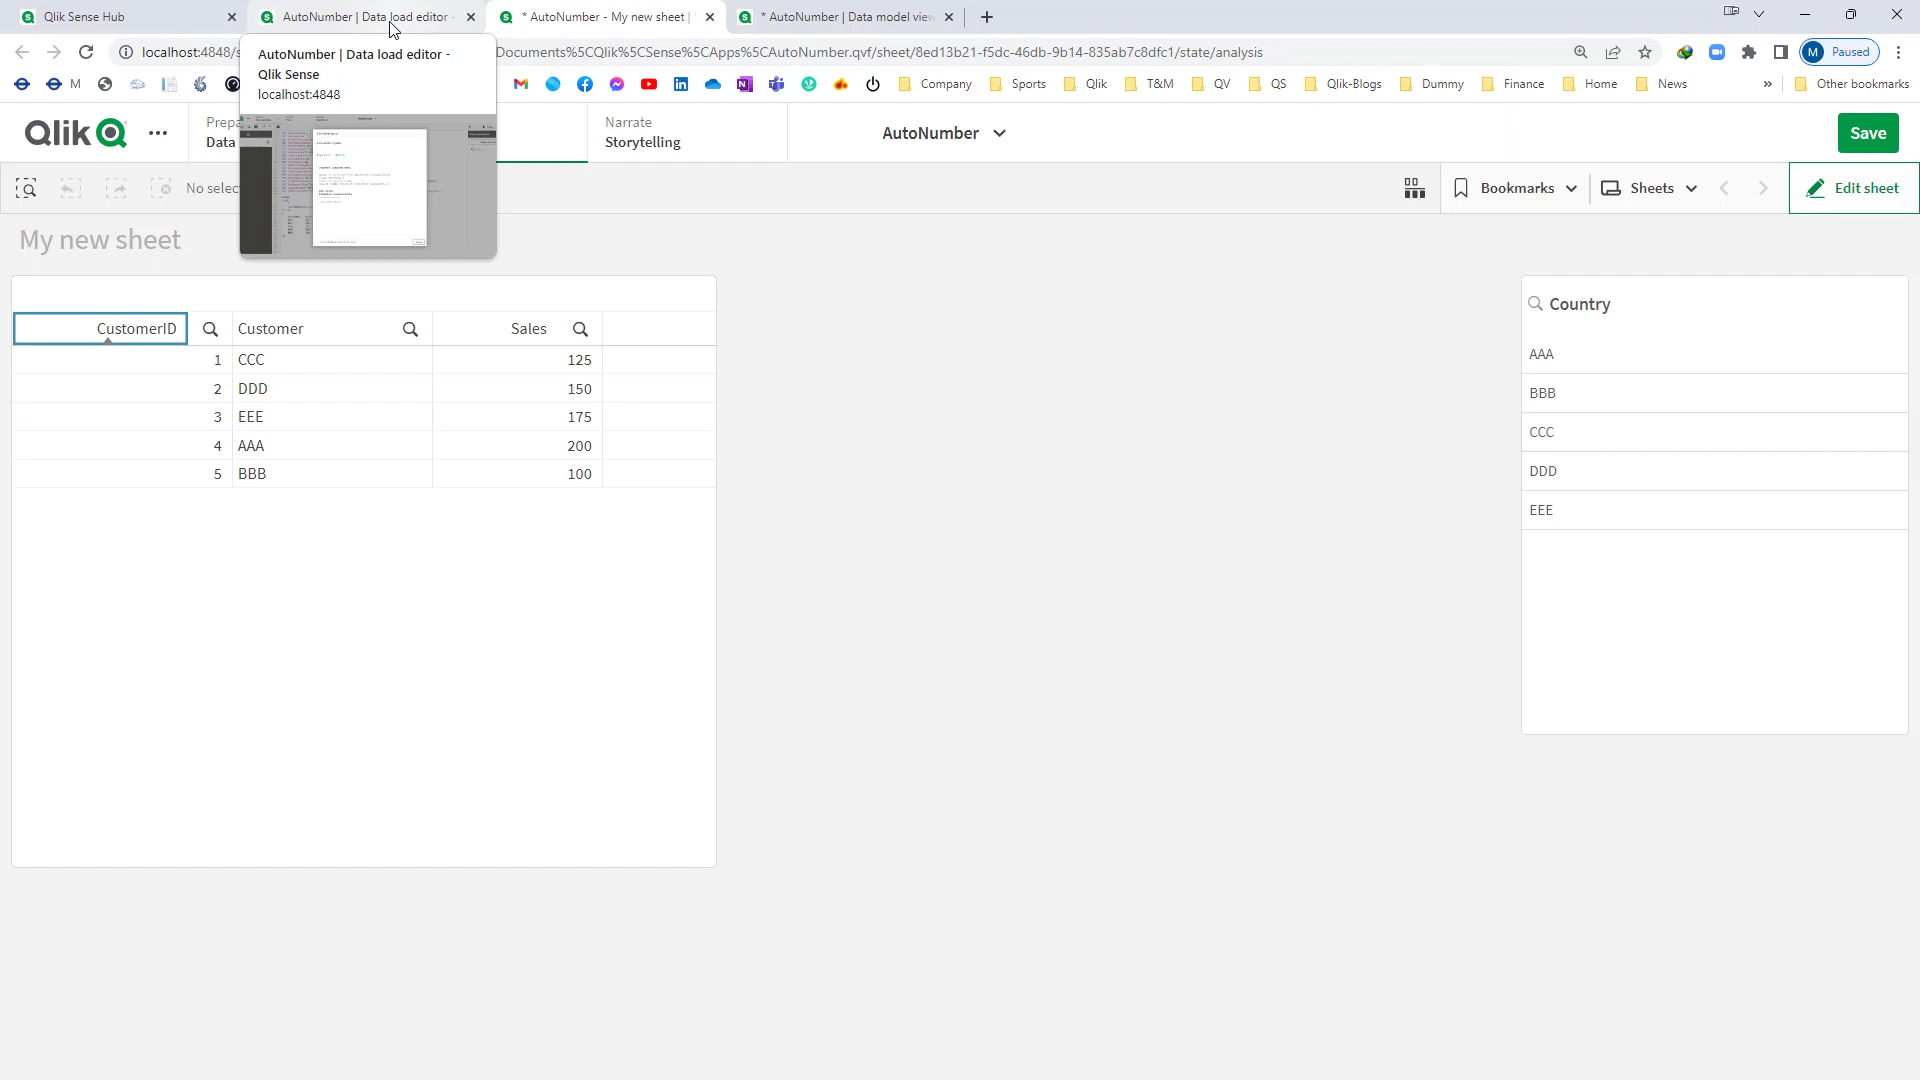 Qlik Sense Hub
AutoNumber | Data load editor -
* AutoNumber - My new sheet |
* AutoNumber | Data model view
localhost:4848/s
Documents%5CQlik%5CSense%5CApps%5CAutoNumber.qvf/sheet/8ed13b21-f5dc-46db-9b14-835ab7c8dfc1/state/analysis
M Paused
AutoNumber | Data load editor -
Qlik Sense
localhost:4848
M
Company
Sports
Qlik
T&M
QV
QS
Qlik-Blogs
Dummy
Finance
Home
News
»
Other bookmarks
Qlik
Prepa
Data
Narrate
Storytelling
AutoNumber
Save
No selec
Bookmarks
Sheets
Edit sheet
My new sheet
CustomerID Customer Sales
1 CCC 125
2 DDD 150
3 EEE 175
4 AAA 200
5 BBB 100
Country
AAA
BBB
CCC
DDD
EEE